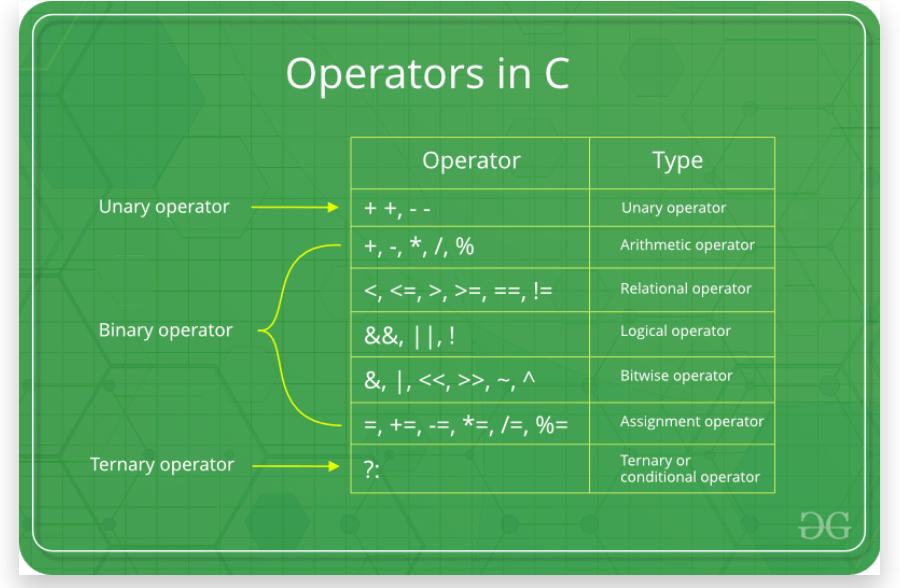 Operators in C
Operator Type
Unary operator + +, - - Unary operator
+, -, *, /, % Arithmetic operator
<, <=, >, >=, ==, != Relational operator
Binary operator &&, ||, ! Logical operator
&, |, <<, >>, ~, ^ Bitwise operator
=, +=, -=, *=, /=, %= Assignment operator
Ternary operator ?: Ternary or
conditional operator